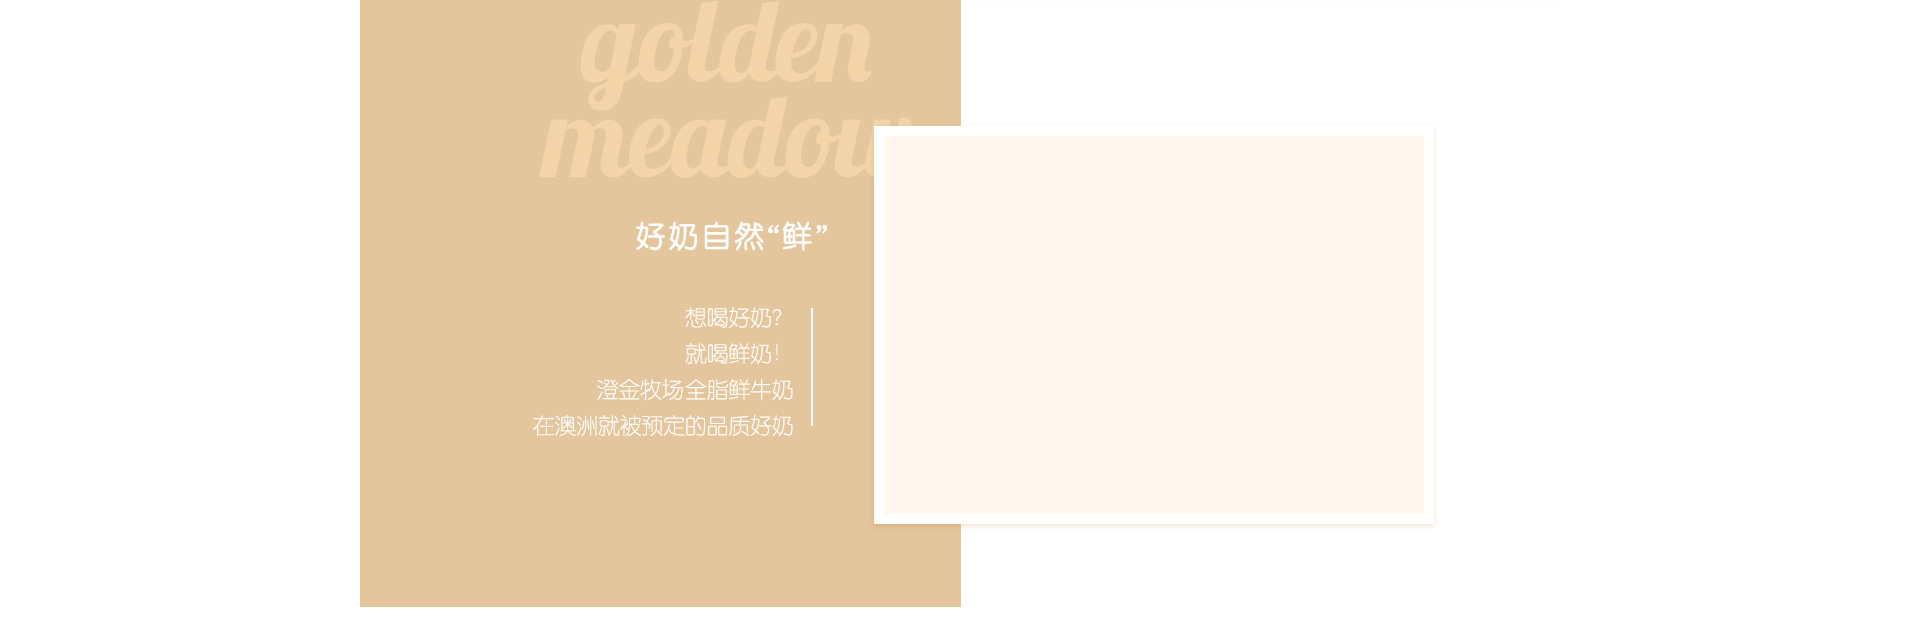 golden
meadow
好奶自然“鲜”
想喝好奶?
就喝鲜奶!
澄金牧场全脂鲜牛奶
在澳洲就被预定的品质好奶